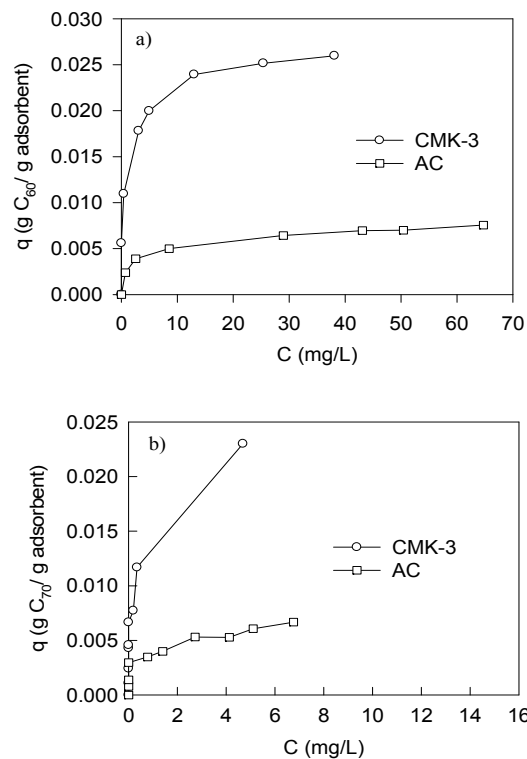 a)
0.030
0.025
0.020
0.015
0.010
0.005
0.000
q (g C60/ g adsorbent)
CMK-3
AC
0 10 20 30 40 50 60 70
C (mg/L)
b)
0.025
0.020
0.015
0.010
0.005
0.000
q (g C70/ g adsorbent)
CMK-3
AC
0 2 4 6 8 10 12 14 16
C (mg/L)